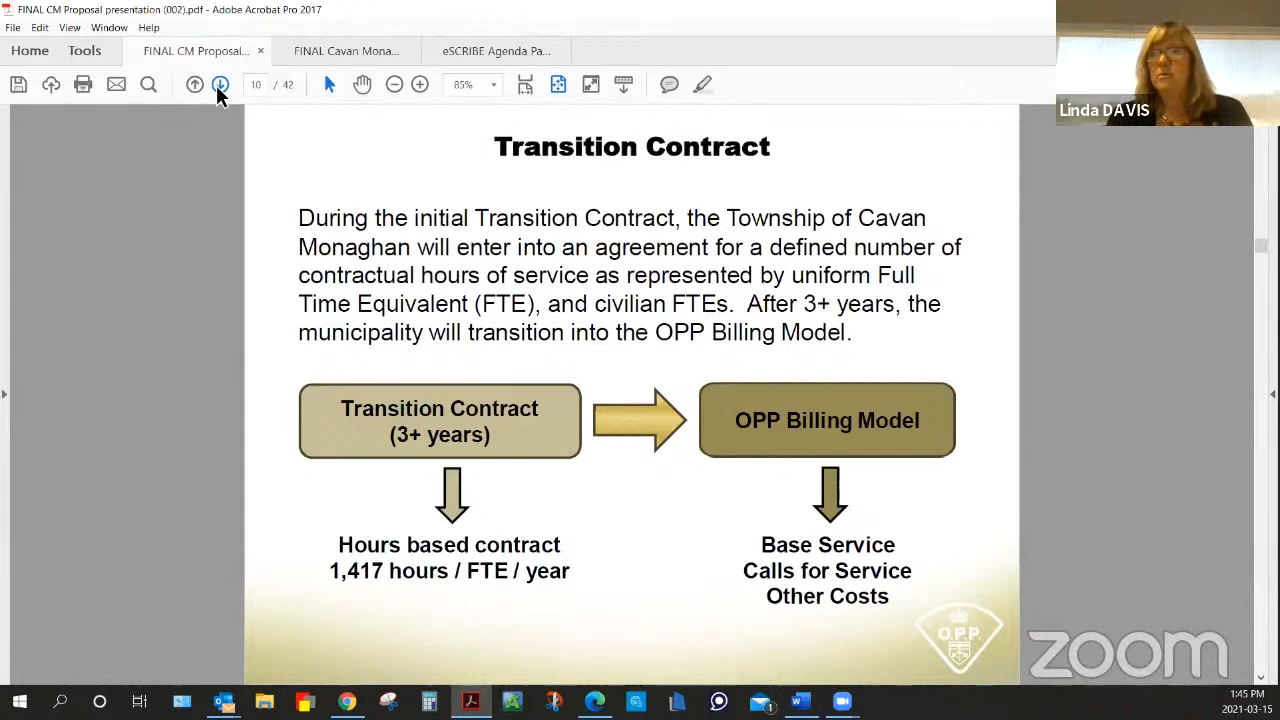 FINAL CM Proposal presentation (002).pdf - Adobe Acrobat Pro 2017
File Edit View Window Help
Home Tools FINAL CM Proposal... × FINAL Cavan Mona... eSCRIBE Agenda Pa...
10 / 42 85%
Linda DAVIS
Transition Contract
During the initial Transition Contract, the Township of Cavan
Monaghan will enter into an agreement for a defined number of
contractual hours of service as represented by uniform Full
Time Equivalent (FTE), and civilian FTEs. After 3+ years, the
municipality will transition into the OPP Billing Model.
Transition Contract
(3+ years)
OPP Billing Model
Hours based contract
1,417 hours / FTE / year
Base Service
Calls for Service
Other Costs
O.P.P.
zoom
1:45 PM
2021-03-15